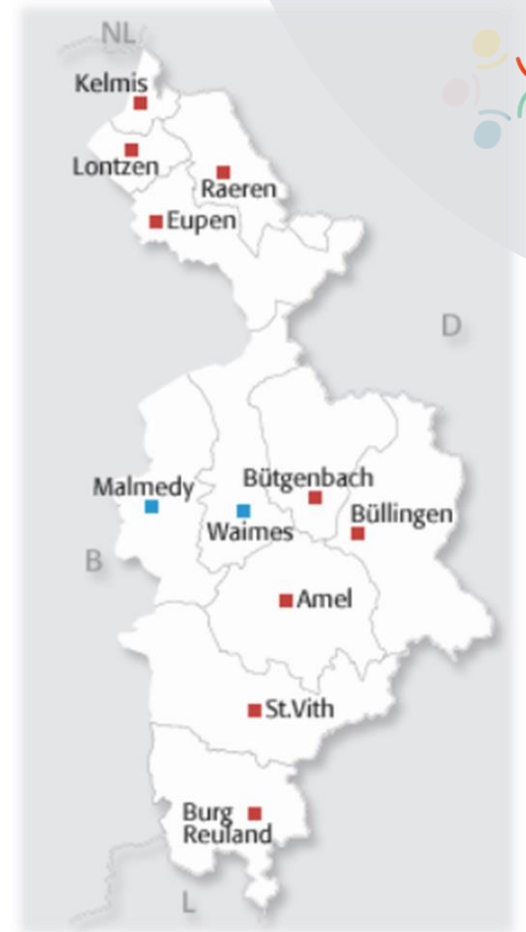 NL
Kelmis
Lontzen
Raeren
Eupen
D
Malmedy
Bütgenbach
Waimes
Büllingen
B
Amel
St.Vith
Burg
Reuland
L